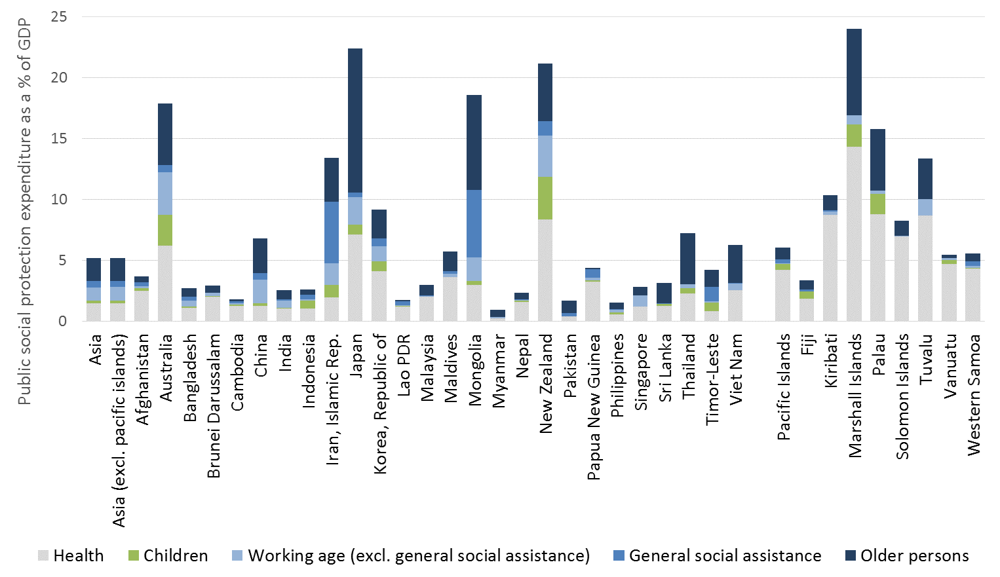 Public social protection expenditure as a % of GDP
25
20
15
10
5
0
Asia
Asia (excl. pacific islands)
Afghanistan
Australia
Bangladesh
Brunei Darussalam
Cambodia
China
India
Indonesia
Iran, Islamic Rep.
Japan
Korea, Republic of
Lao PDR
Malaysia
Maldives
Mongolia
Myanmar
Nepal
New Zealand
Pakistan
Papua New Guinea
Philippines
Singapore
Sri Lanka
Thailand
Timor-Leste
Viet Nam
Pacific Islands
Fiji
Kiribati
Marshall Islands
Palau
Solomon Islands
Tuvalu
Vanuatu
Western Samoa
Health
Children
Working age (excl. general social assistance)
General social assistance
Older persons